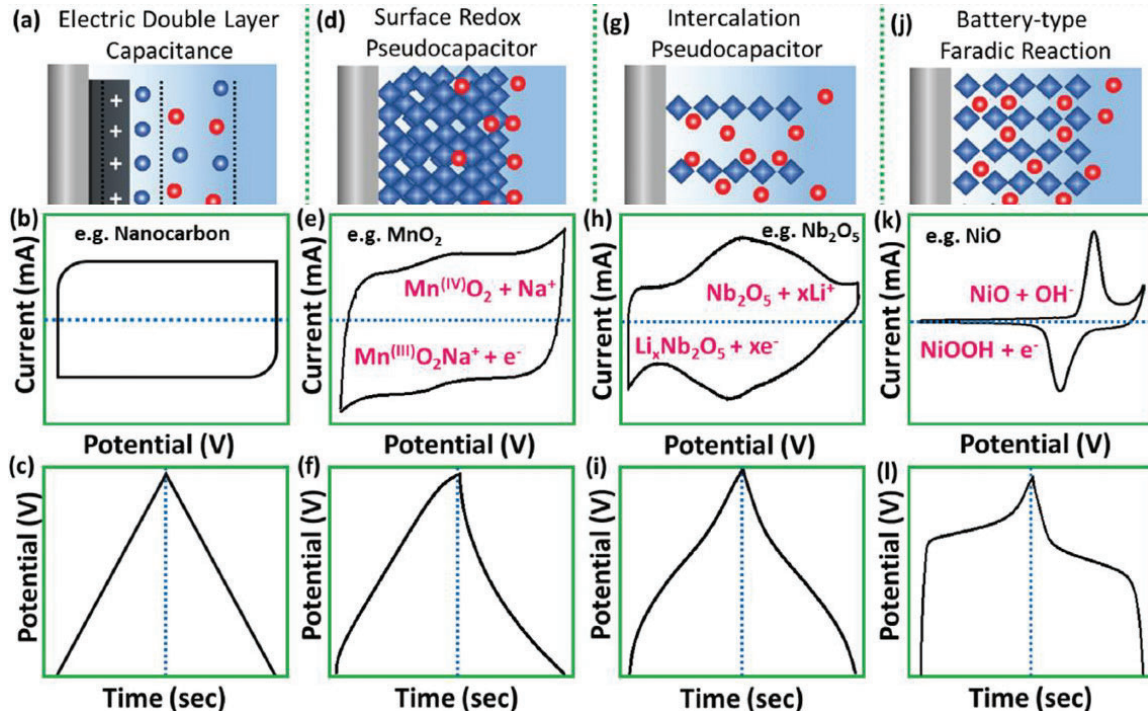 (a) Electric Double Layer
Capacitance
+
+
+
+
(d) Surface Redox
Pseudocapacitor
(g) Intercalation
Pseudocapacitor
(j) Battery-type
Faradic Reaction
(b) e.g. Nanocarbon
Current (mA)
Potential (V)
(e) e.g. MnO₂
Mn⁽ᴵⱽ⁾O₂ + Na⁺
Mn⁽ᴵᴵᴵ⁾O₂Na⁺ + e⁻
Current (mA)
Potential (V)
(h) e.g. Nb₂O₅
Nb₂O₅ + xLi⁺
LiₓNb₂O₅ + xe⁻
Current (mA)
Potential (V)
(k) e.g. NiO
NiO + OH⁻
NiOOH + e⁻
Current (mA)
Potential (V)
(c)
Potential (V)
Time (sec)
(f)
Potential (V)
Time (sec)
(i)
Potential (V)
Time (sec)
(l)
Potential (V)
Time (sec)